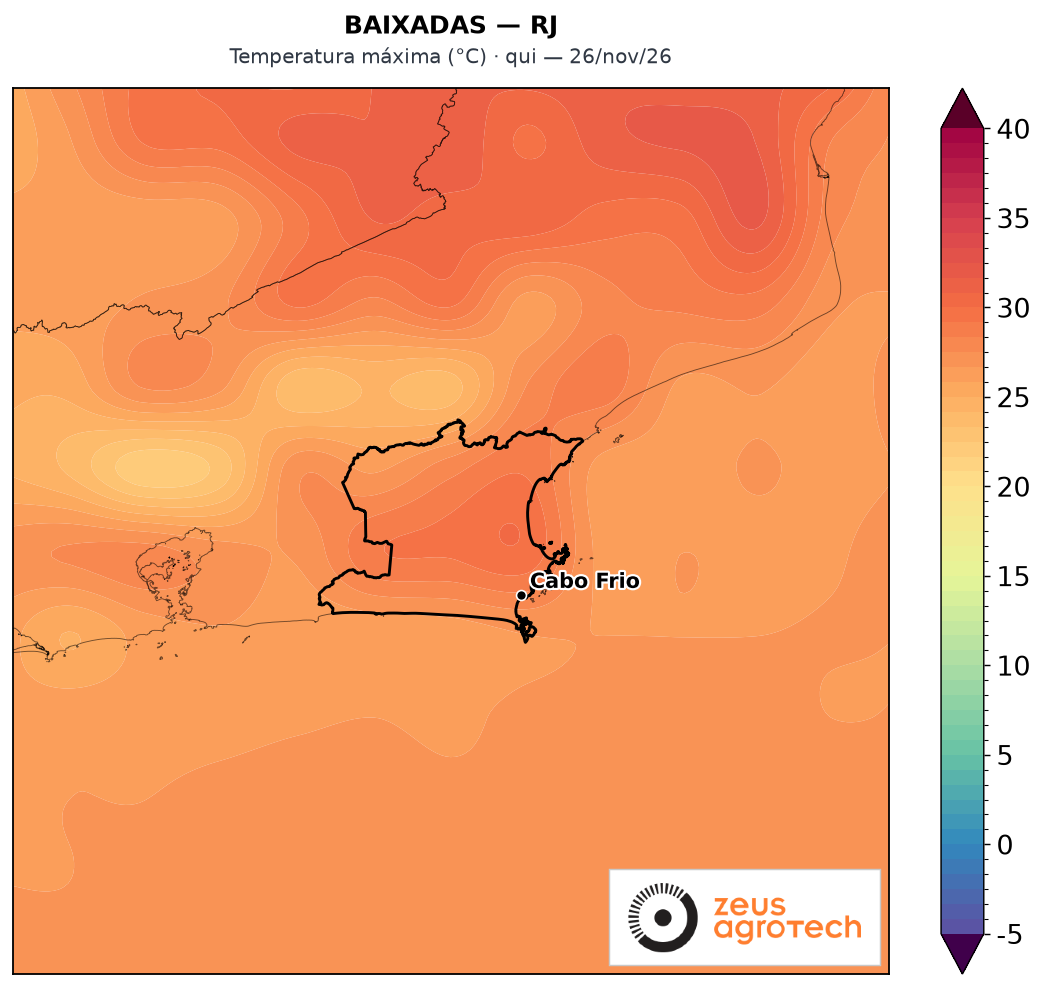 BAIXADAS — RJ
Temperatura máxima (°C) · qui — 26/nov/26
40
35
30
25
20
15
10
5
0
-5
Cabo Frio
zeus
agrotech